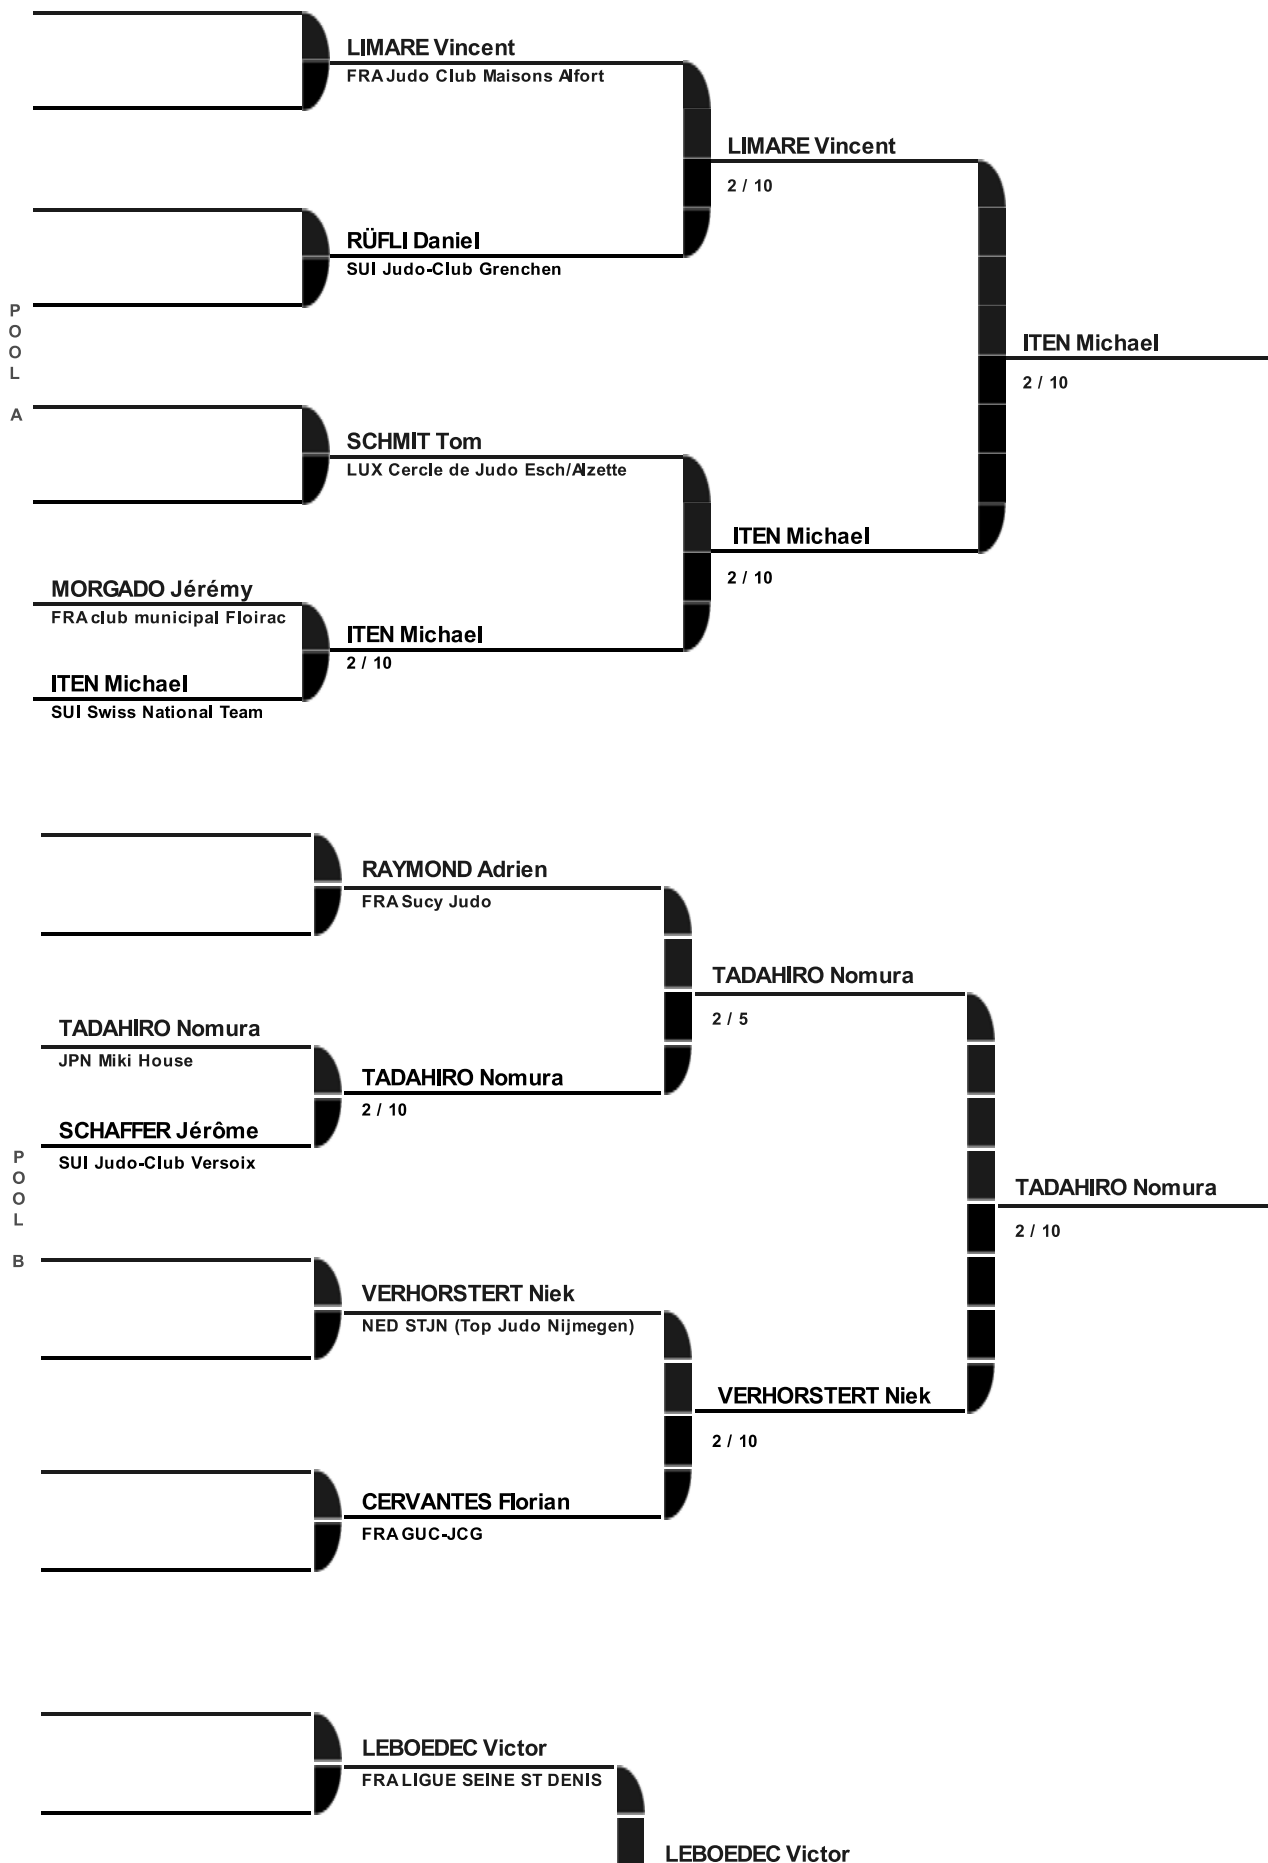 LIMARE Vincent
FRA Judo Club Maisons Alfort
LIMARE Vincent
2 / 10
RÜFLI Daniel
SUI Judo-Club Grenchen
POOL A
ITEN Michael
2 / 10
SCHMIT Tom
LUX Cercle de Judo Esch/Alzette
ITEN Michael
2 / 10
MORGADO Jérémy
FRA club municipal Floirac
ITEN Michael
2 / 10
ITEN Michael
SUI Swiss National Team
RAYMOND Adrien
FRA Sucy Judo
TADAHIRO Nomura
2 / 5
TADAHIRO Nomura
JPN Miki House
TADAHIRO Nomura
2 / 10
SCHAFFER Jérôme
SUI Judo-Club Versoix
POOL B
TADAHIRO Nomura
2 / 10
VERHORSTERT Niek
NED STJN (Top Judo Nijmegen)
VERHORSTERT Niek
2 / 10
CERVANTES Florian
FRA GUC-JCG
LEBOEDEC Victor
FRA LIGUE SEINE ST DENIS
LEBOEDEC Victor